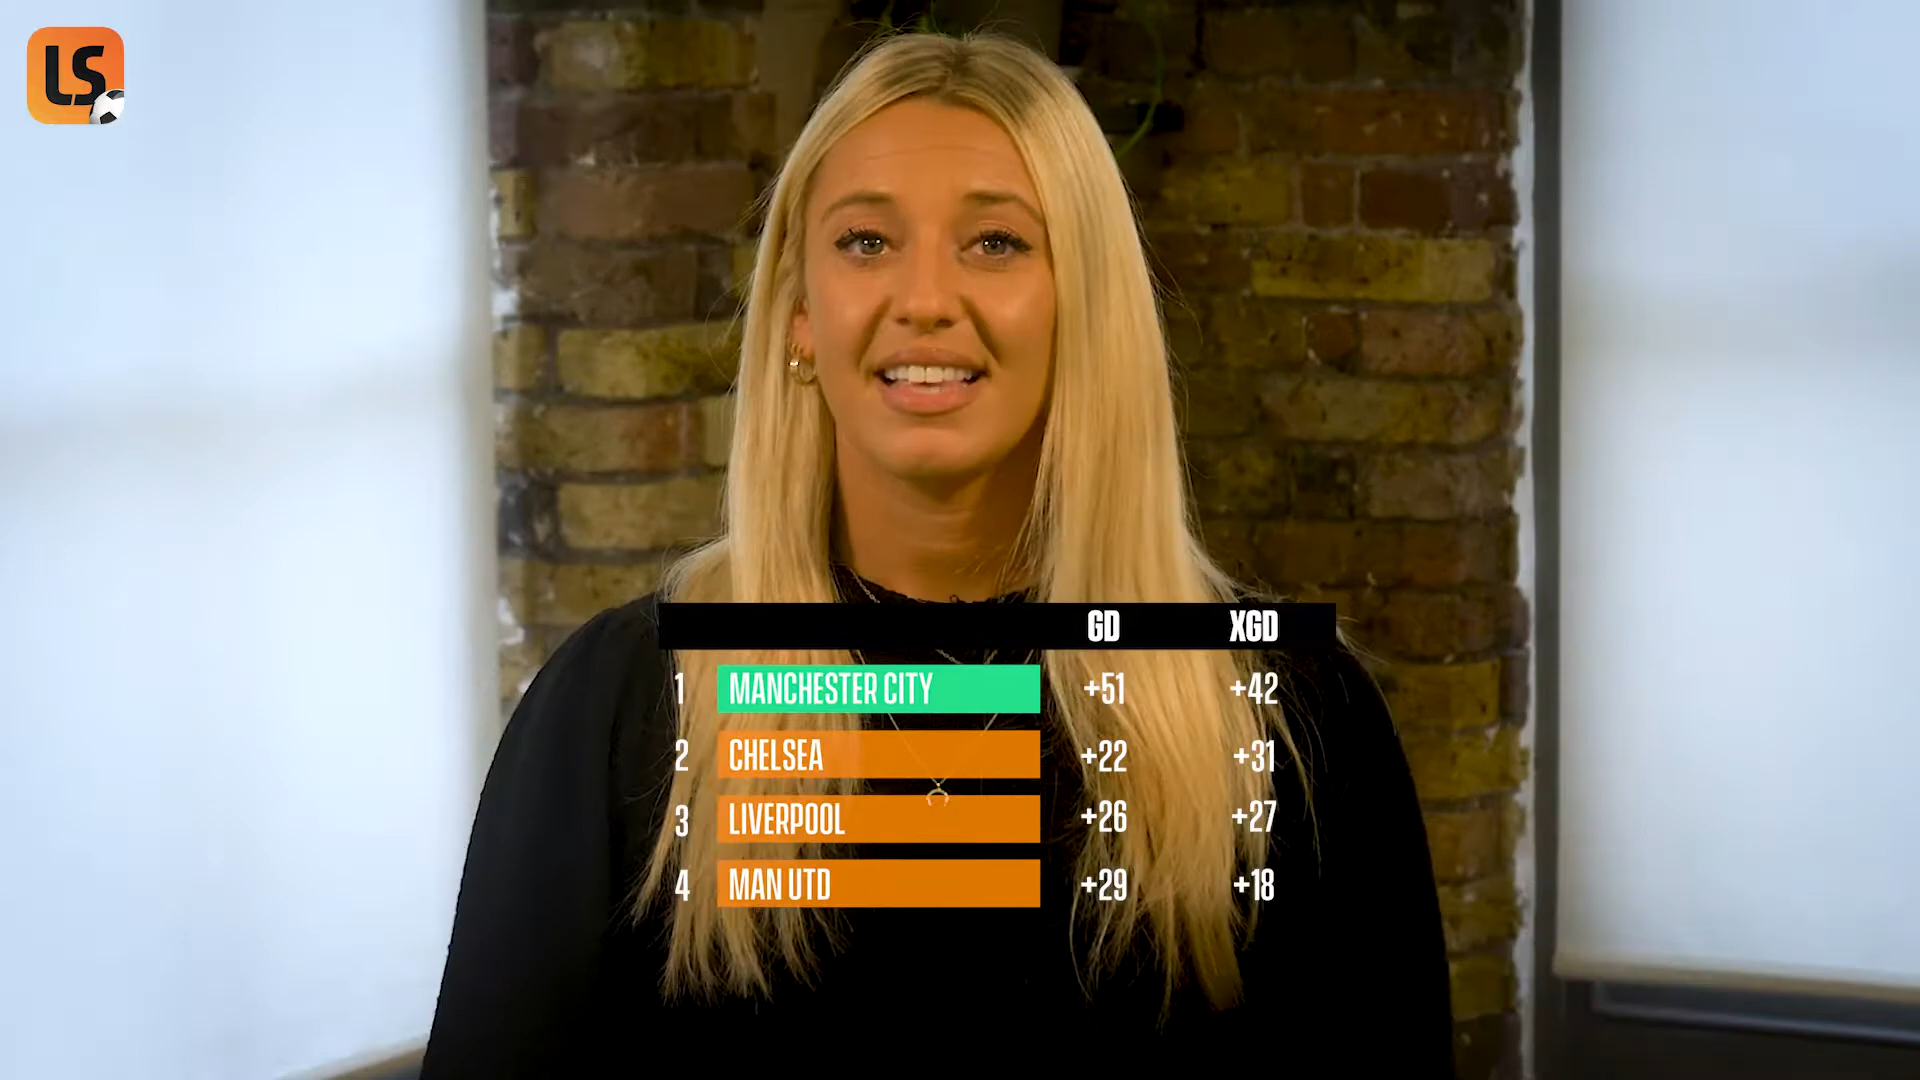 LS
GD XGD
1 MANCHESTER CITY +51 +42
2 CHELSEA +22 +31
3 LIVERPOOL +26 +27
4 MAN UTD +29 +18